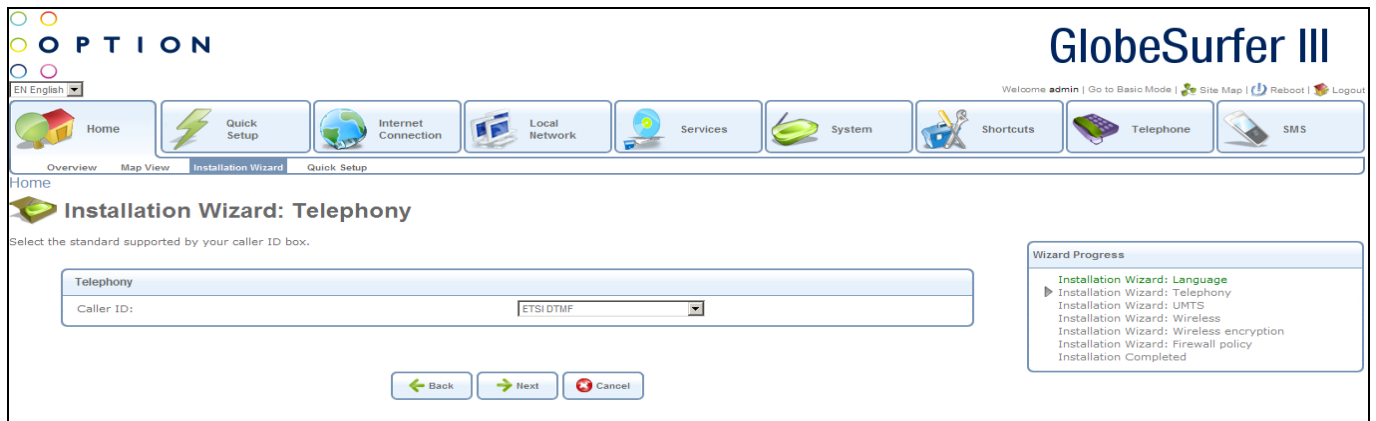 OPTION
GlobeSurfer III
EN English
Welcome admin | Go to Basic Mode | Site Map | Reboot | Logout
Home
Quick Setup
Internet Connection
Local Network
Services
System
Shortcuts
Telephone
SMS
Overview Map View Installation Wizard Quick Setup
Home
Installation Wizard: Telephony
Select the standard supported by your caller ID box.
Telephony
Caller ID: ETSI DTMF
Back Next Cancel
Wizard Progress
Installation Wizard: Language
Installation Wizard: Telephony
Installation Wizard: UMTS
Installation Wizard: Wireless
Installation Wizard: Wireless encryption
Installation Wizard: Firewall policy
Installation Completed